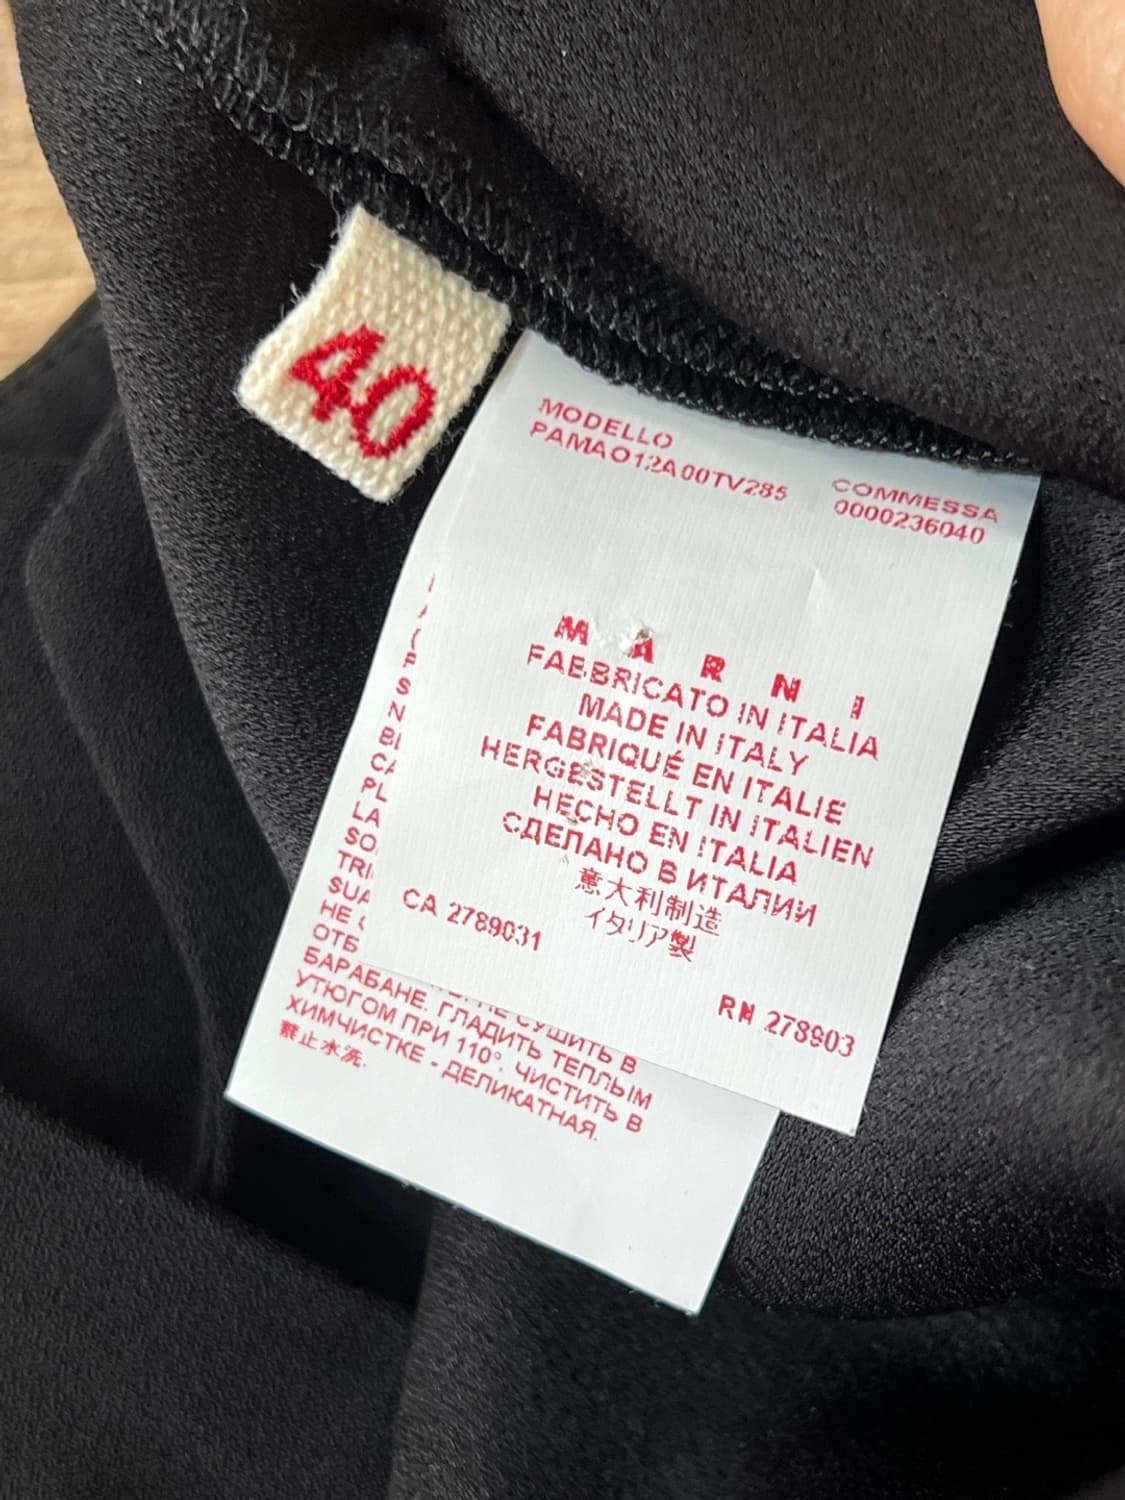 40
MODELLO
PAMAO12A00TV285
COMMESSA
0000236040
MARNI
FABBRICATO IN ITALIA
MADE IN ITALY
FABRIQUÉ EN ITALIE
HERGESTELLT IN ITALIEN
HECHO EN ITALIA
СДЕЛАНО В ИТАЛИИ
意大利制造
イタリア製
CA 2789031
RN 278903
СУШИТЬ В
БАРАБАНЕ. ГЛАДИТЬ ТЕПЛЫМ
УТЮГОМ ПРИ 110°. ЧИСТИТЬ В
ХИМЧИСТКЕ - ДЕЛИКАТНАЯ.
禁止水洗.